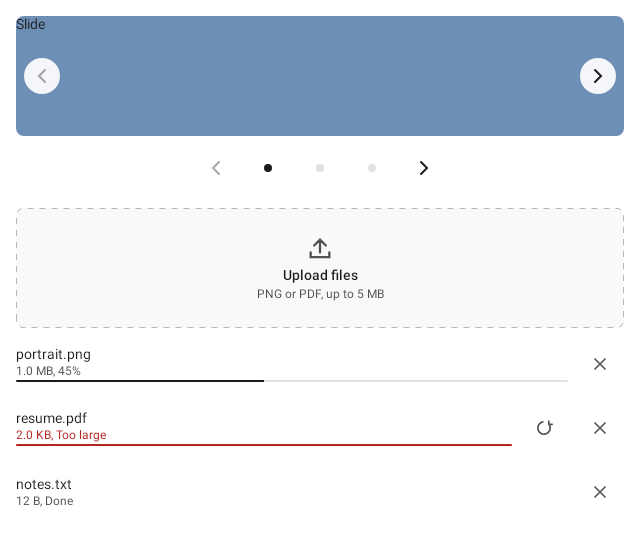 Slide
Upload files
PNG or PDF, up to 5 MB
portrait.png
1.0 MB, 45%
resume.pdf
2.0 KB, Too large
notes.txt
12 B, Done